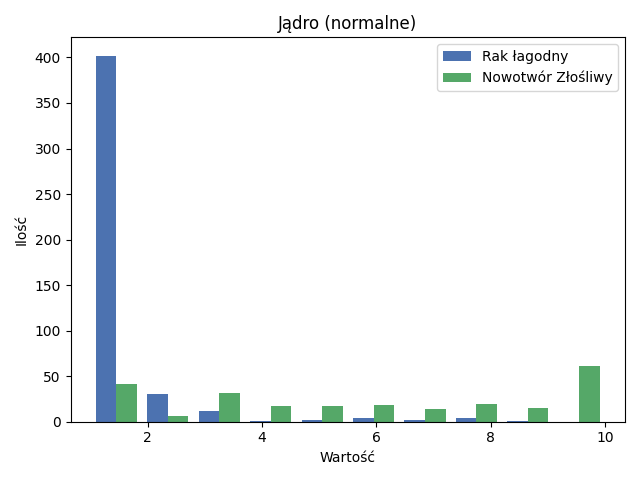 Jądro (normalne)
Rak łagodny
Nowotwór Złośliwy
Ilość
400
350
300
250
200
150
100
50
0
2 4 6 8 10
Wartość